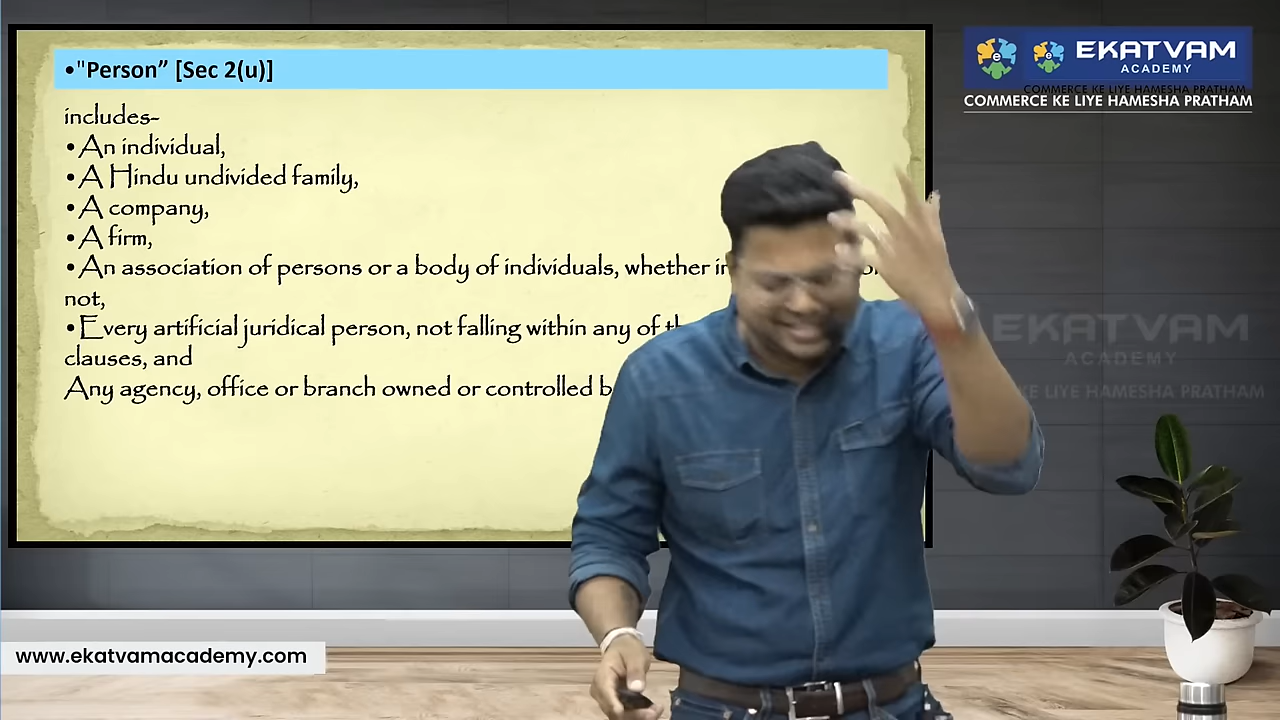 •"Person” [Sec 2(u)]
includes-
•An individual,
•A Hindu undivided family,
•A company,
•A firm,
•An association of persons or a body of individuals, whether
not,
•Every artificial juridical person, not falling within any of
clauses, and
Any agency, office or branch owned or controlled
EKATVAM
ACADEMY
COMMERCE KE LIYE HAMESHA PRATHAM
COMMERCE KE LIYE HAMESHA PRATHAM
EKATVAM
ACADEMY
KE LIYE HAMESHA PRATHAM
www.ekatvamacademy.com